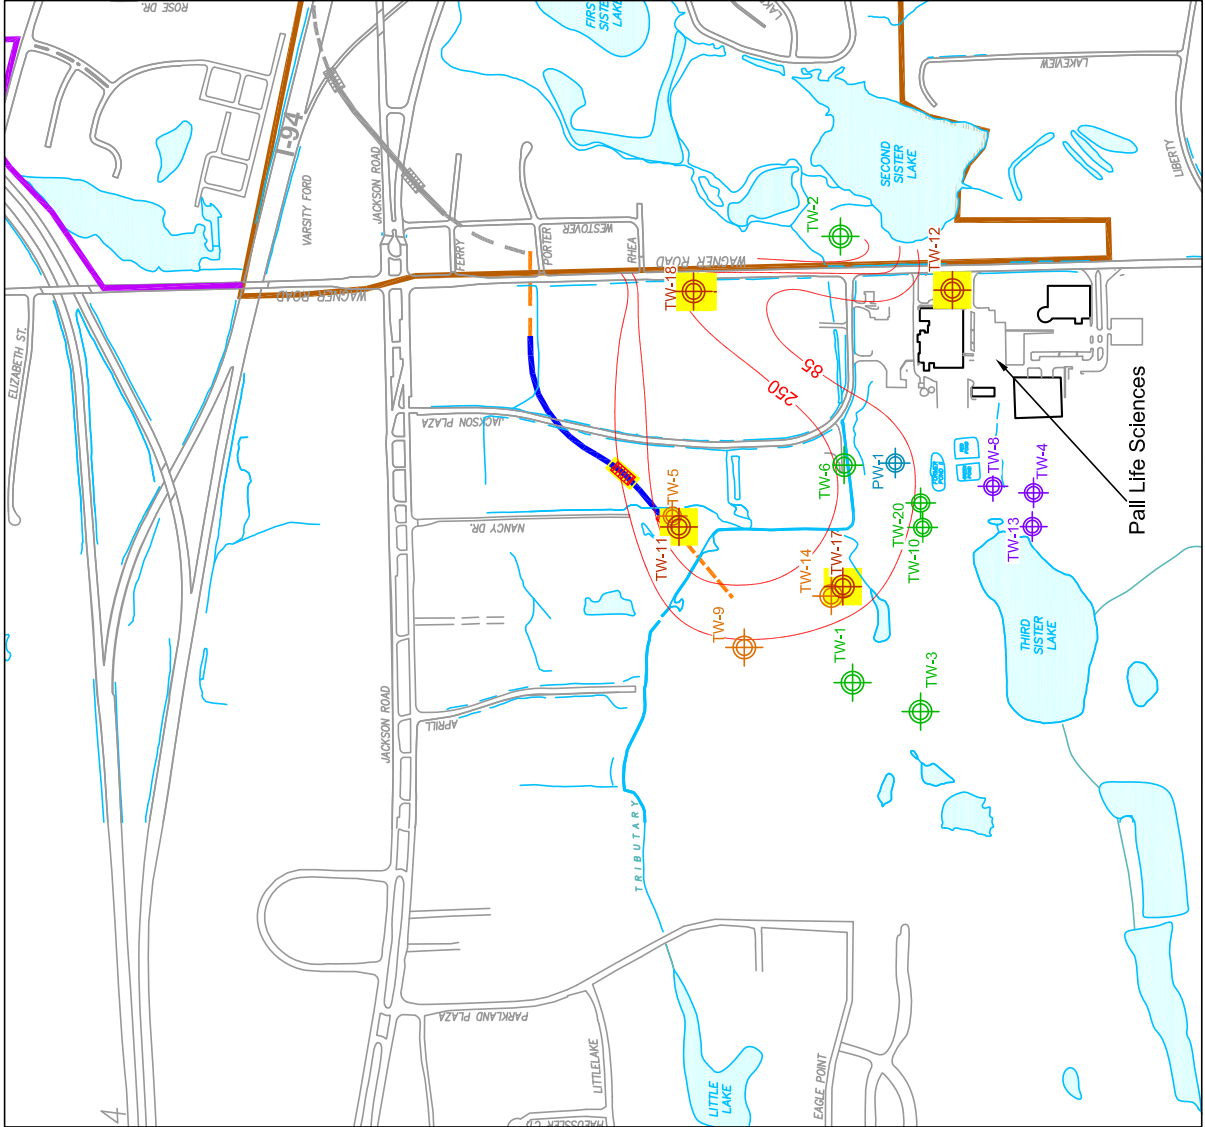 ROSE DR.
FIRST
SISTER
LAKE
LAKE
LAKEVIEW
I-94
VARSITY FORD
JACKSON ROAD
SECOND
SISTER
LAKE
LIBERTY
FERRY
PORTER
WESTOVER
RHEA
TW-2
WAGNER ROAD
WAGNER ROAD
TW-18
TW-12
ELIZABETH ST.
85
250
JACKSON PLAZA
Pall Life Sciences
TW-6
PW-1
TW-8
TW-4
NANCY DR.
TW-5
TW-11
TW-20
TW-10
TW-13
TW-14
TW-17
TW-9
TW-1
TW-3
THIRD
SISTER
LAKE
JACKSON ROAD
APRILL
TRIBUTARY
PARKLAND PLAZA
LITTLELAKE
HAEUSSLER CT
LITTLE
LAKE
EAGLE POINT
4